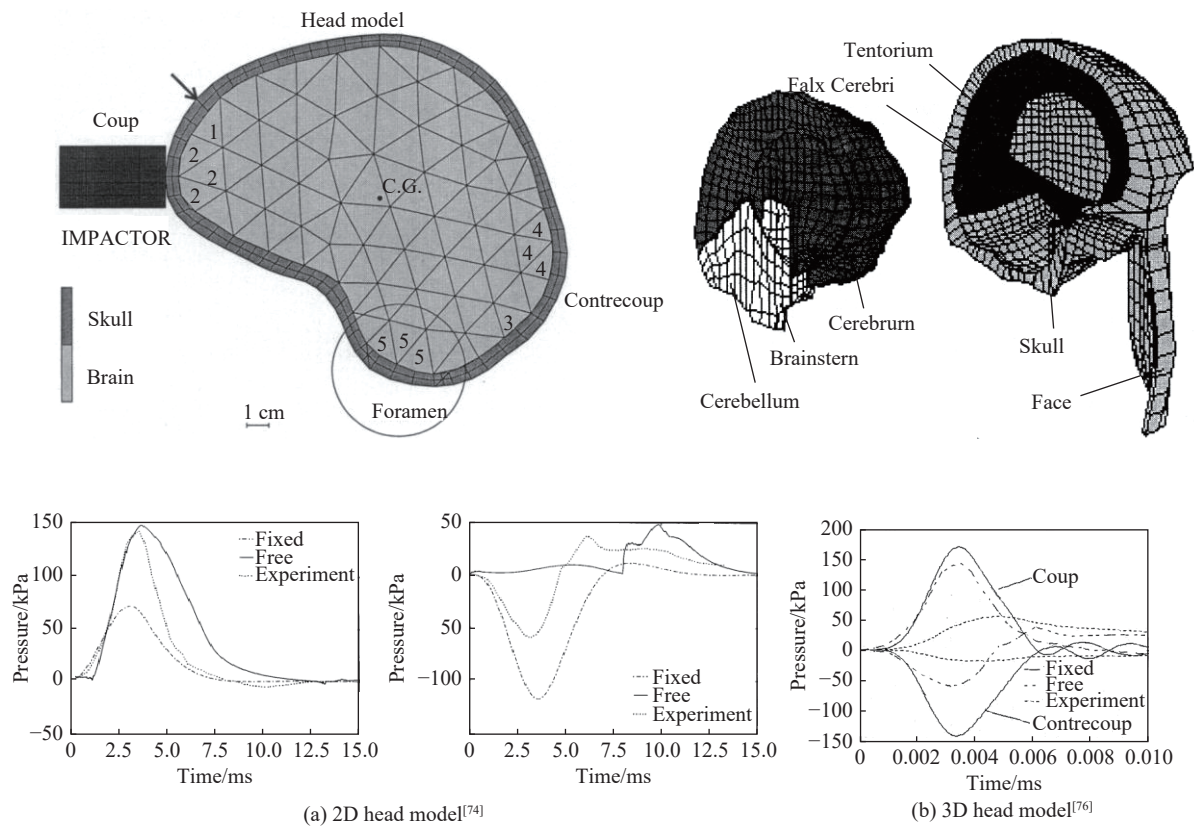 Head model
Coup
1
2
2
2
C.G.
IMPACTOR
4
4
4
Contrecoup
3
Skull
Brain
5
5
5
1 cm
Foramen
Tentorium
Falx Cerebri
Cerebrurn
Brainstern
Cerebellum
Skull
Face
150
100
50
0
−50
Pressure/kPa
Fixed
Free
Experiment
0
2.5
5.0
7.5
10.0
12.5
15.0
Time/ms
50
0
−100
Pressure/kPa
Fixed
Free
Experiment
0
2.5
5.0
7.5
10.0
12.5
15.0
Time/ms
(a) 2D head model[74]
200
150
100
50
0
−50
−100
−150
Pressure/kPa
Coup
Fixed
Free
Experiment
Contrecoup
0
0.002
0.004
0.006
0.008
0.010
Time/ms
(b) 3D head model[76]